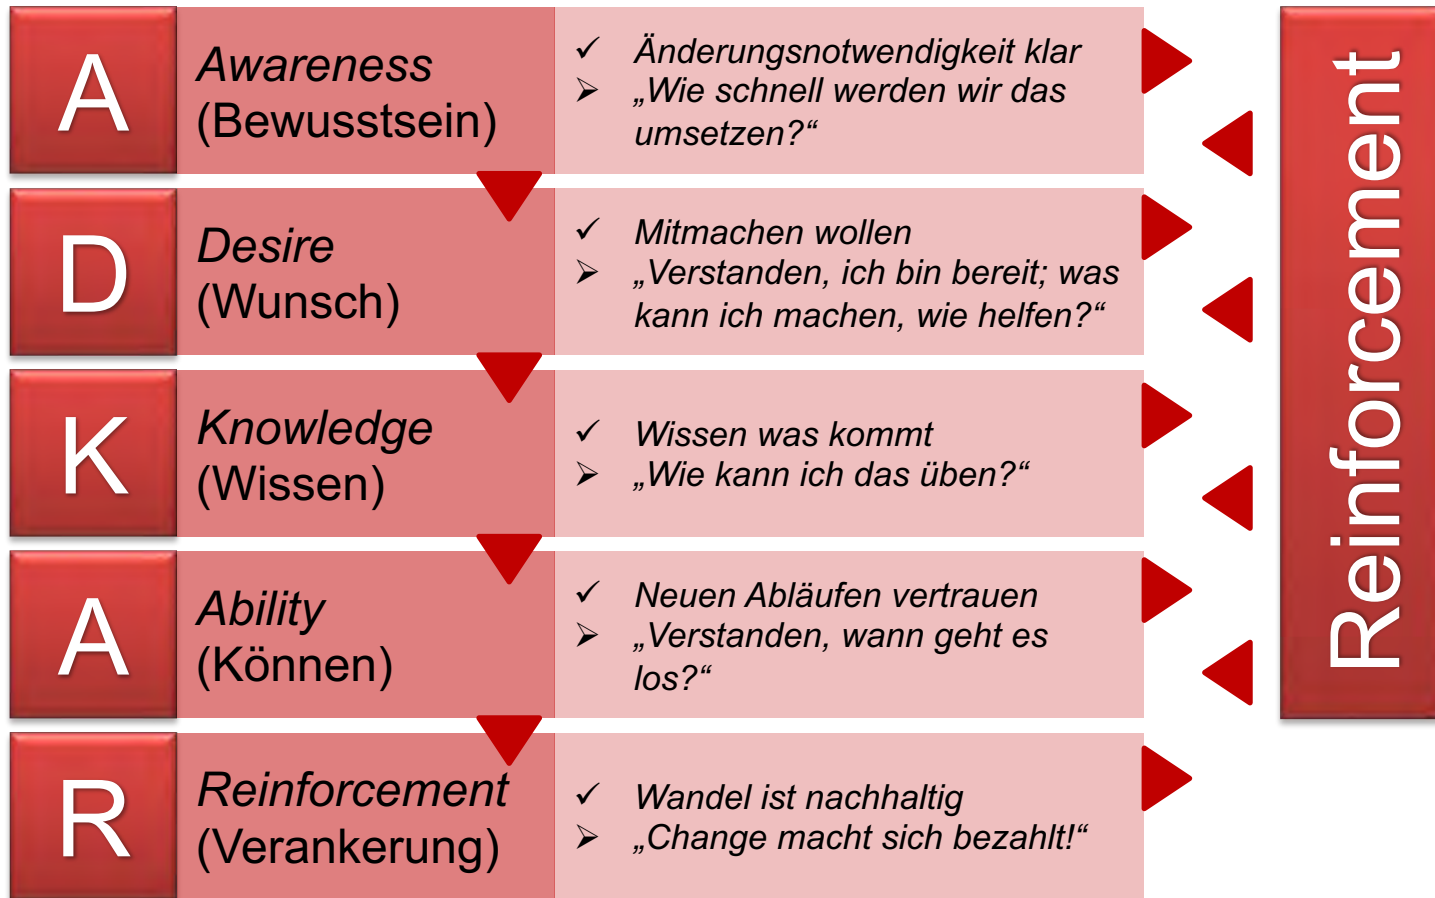 A
Awareness
(Bewusstsein)
✓ Änderungsnotwendigkeit klar
➢ „Wie schnell werden wir das
umsetzen?“
D
Desire
(Wunsch)
✓ Mitmachen wollen
➢ „Verstanden, ich bin bereit; was
kann ich machen, wie helfen?“
K
Knowledge
(Wissen)
✓ Wissen was kommt
➢ „Wie kann ich das üben?“
A
Ability
(Können)
✓ Neuen Abläufen vertrauen
➢ „Verstanden, wann geht es
los?“
R
Reinforcement
(Verankerung)
✓ Wandel ist nachhaltig
➢ „Change macht sich bezahlt!“
Reinforcement